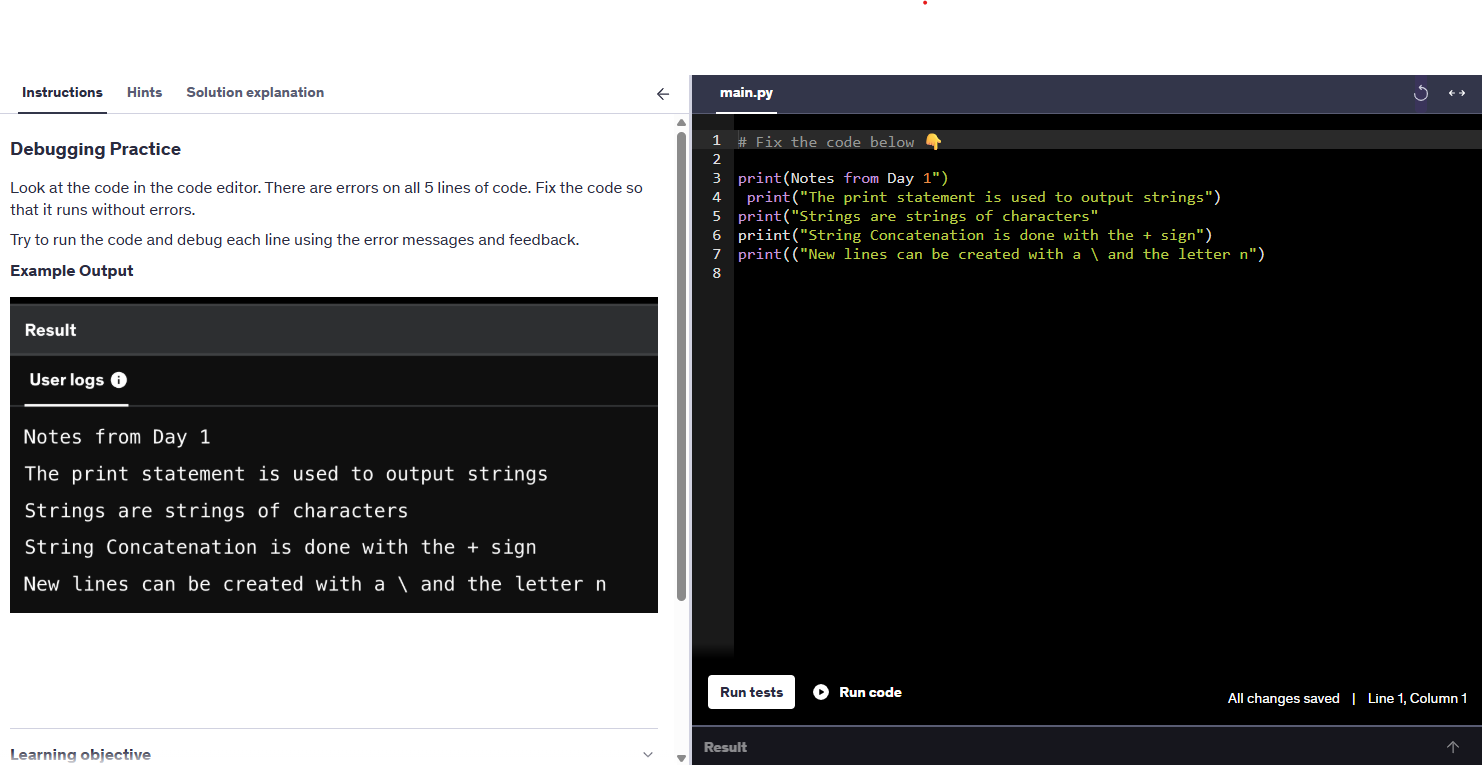 Instructions Hints Solution explanation
Debugging Practice
Look at the code in the code editor. There are errors on all 5 lines of code. Fix the code so
that it runs without errors.
Try to run the code and debug each line using the error messages and feedback.
Example Output
Result
User logs
Notes from Day 1
The print statement is used to output strings
Strings are strings of characters
String Concatenation is done with the + sign
New lines can be created with a \ and the letter n
Learning objective
main.py
1 # Fix the code below 👇
2
3 print(Notes from Day 1")
4  print("The print statement is used to output strings")
5 print("Strings are strings of characters"
6 priint("String Concatenation is done with the + sign")
7 print(("New lines can be created with a \ and the letter n")
8
Run tests Run code
All changes saved | Line 1, Column 1
Result